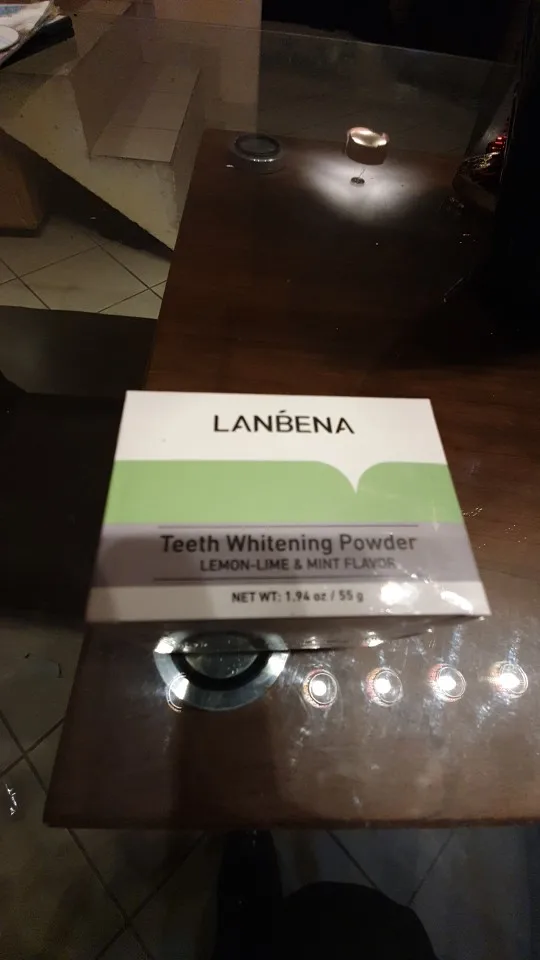 LANBENA
Teeth Whitening Powder
LEMON-LIME & MINT FLAVOR
NET WT: 1.94 oz / 55 g